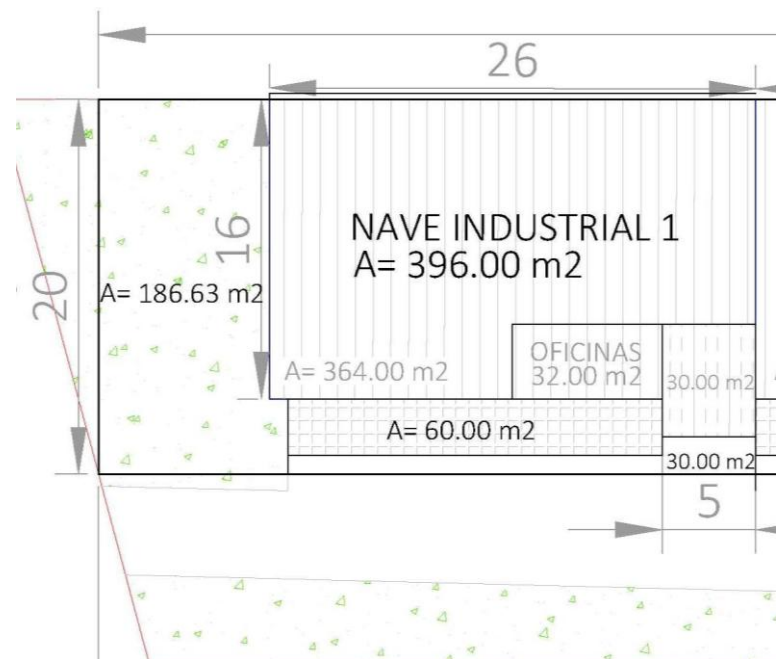 26
NAVE INDUSTRIAL 1
A= 396.00 m2
16
20
A= 186.63 m2
OFICINAS
32.00 m2
A= 364.00 m2
30.00 m2
A= 60.00 m2
30.00 m2
5